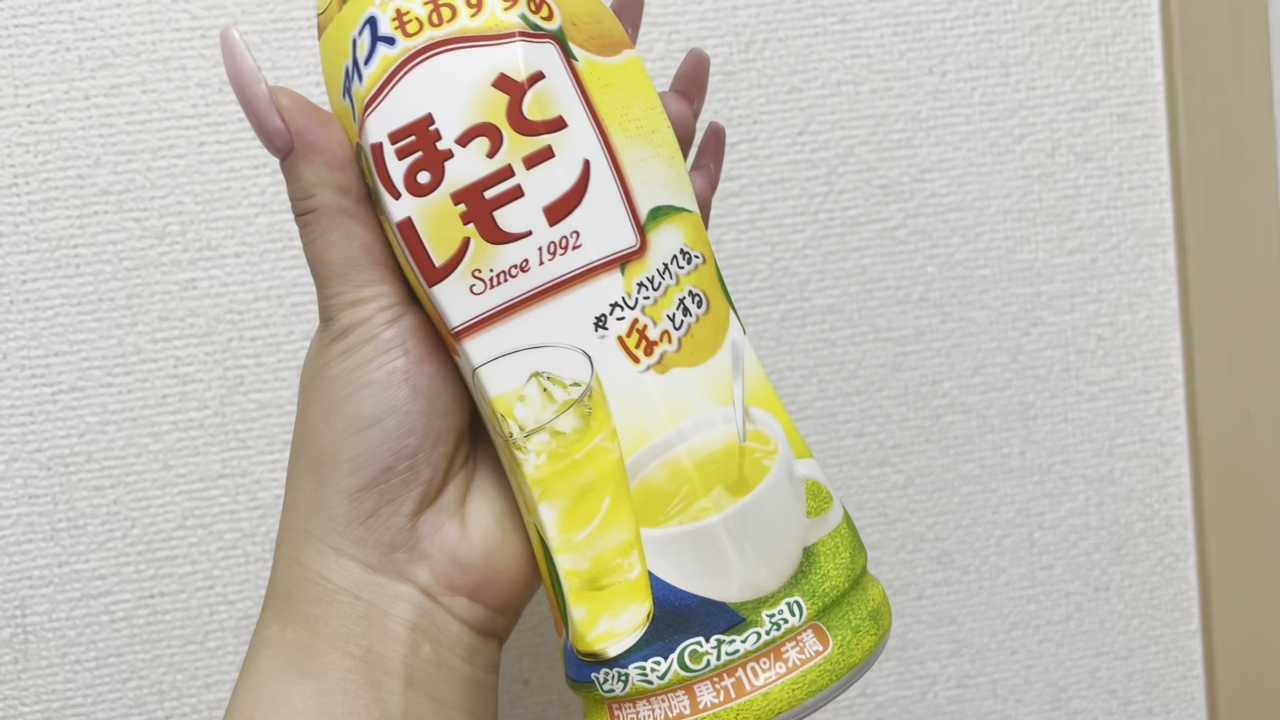 アイスもおすすめ
ほっと
レモン
Since 1992
やさしさとけてる、
ほっとする
ビタミンCたっぷり
5倍希釈時 果汁10%未満